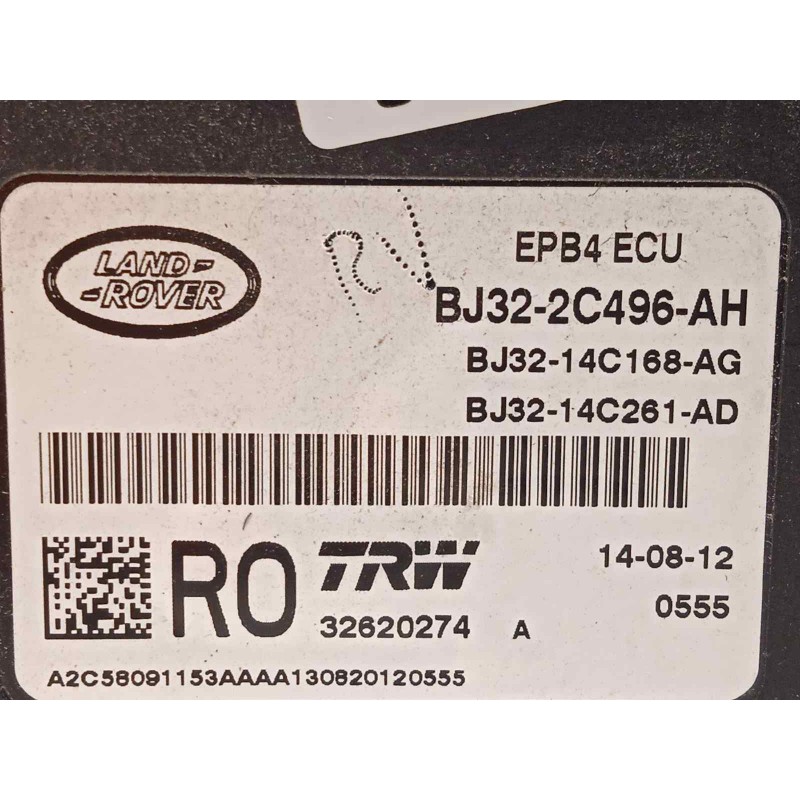 LAND-
-ROVER
EPB4 ECU
BJ32-2C496-AH
BJ32-14C168-AG
BJ32-14C261-AD
RO
TRW
14-08-12
32620274 A
0555
A2C58091153AAAA130820120555